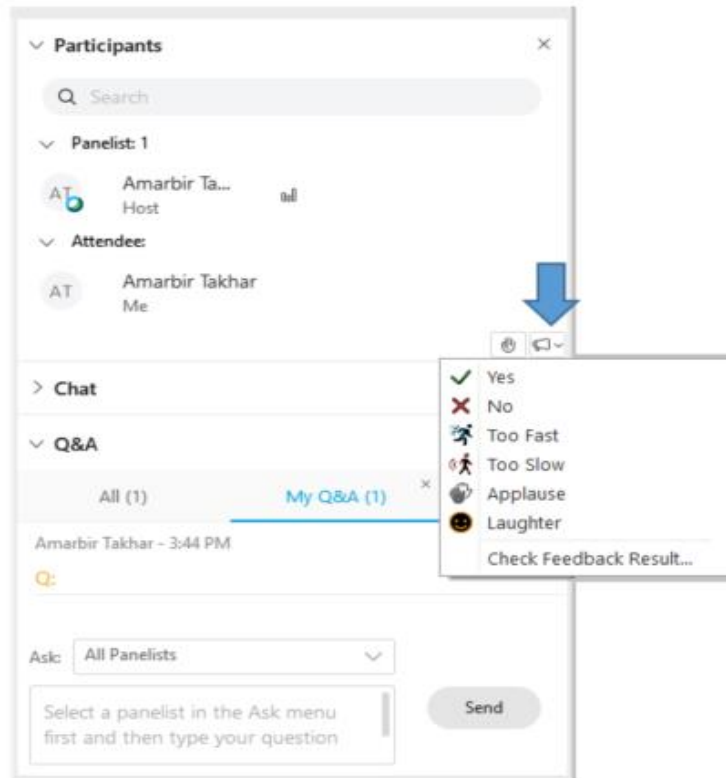 Participants
Search
Panelist: 1
AT
Amarbir Ta...
Host
Attendee:
AT
Amarbir Takhar
Me
Chat
Yes
No
Too Fast
Too Slow
Applause
Laughter
Check Feedback Result...
Q&A
All (1)
My Q&A (1)
Amarbir Takhar - 3:44 PM
Q:
Ask:
All Panelists
Select a panelist in the Ask menu
first and then type your question
Send